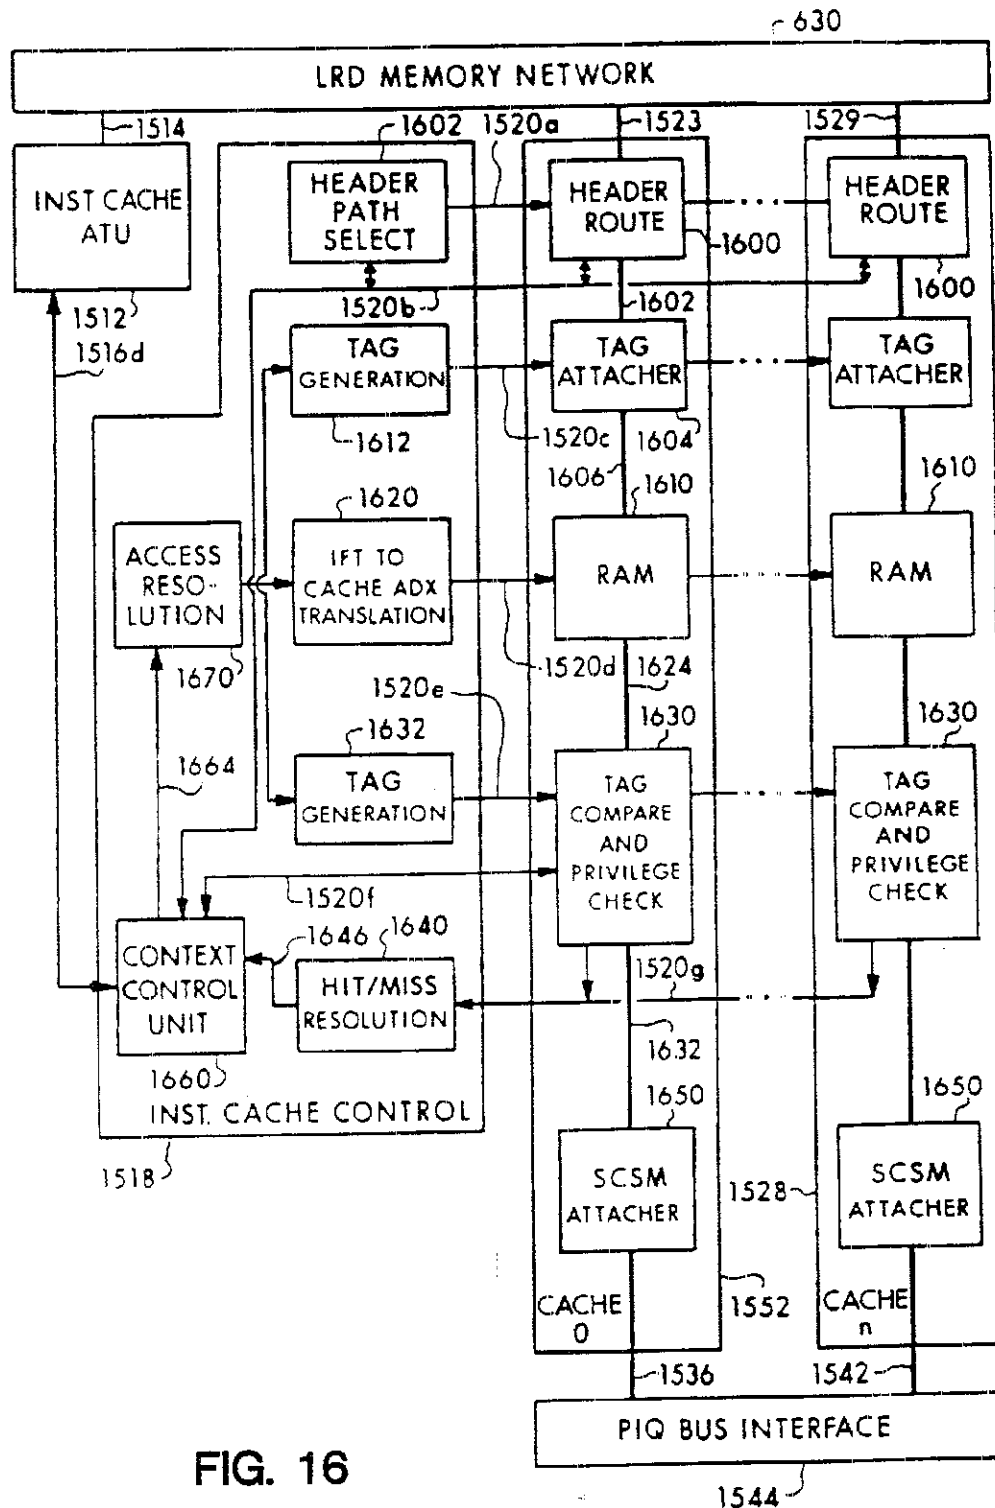 630
LRD MEMORY NETWORK
1514
1602
1520a
1523
1529
INST CACHE
ATU
HEADER
PATH
SELECT
HEADER
ROUTE
HEADER
ROUTE
1600
1600
1512
1520b
1602
1516d
TAG
GENERATION
TAG
ATTACHER
TAG
ATTACHER
1612
1520c
1604
1606
1610
1610
1620
ACCESS
RESO-
LUTION
IFT TO
CACHE ADX
TRANSLATION
RAM
RAM
1670
1520d
1624
1520e
1632
1630
1630
1664
TAG
GENERATION
TAG
COMPARE
AND
PRIVILEGE
CHECK
TAG
COMPARE
AND
PRIVILEGE
CHECK
1520f
1646
1640
CONTEXT
CONTROL
UNIT
HIT/MISS
RESOLUTION
1520g
1632
1660
INST. CACHE CONTROL
1518
1650
1650
SCSM
ATTACHER
SCSM
ATTACHER
1528
1552
CACHE
0
CACHE
n
1536
1542
PIQ BUS INTERFACE
1544
FIG. 16